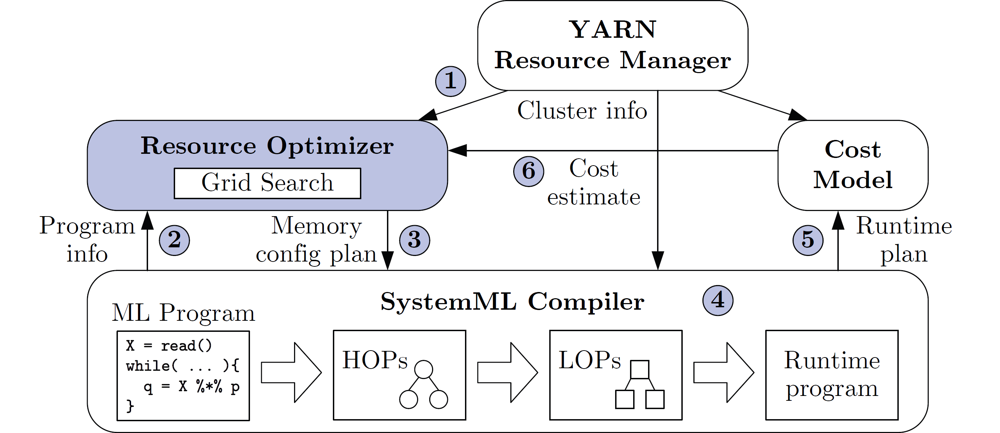 YARN
Resource Manager
1
Cluster info
Resource Optimizer
Grid Search
Cost
Model
6
Cost
estimate
Program
info
2
Memory
config plan
3
5
Runtime
plan
SystemML Compiler
4
ML Program
X = read()
while( ... ){
q = X %*% p
}
HOPs
LOPs
Runtime
program